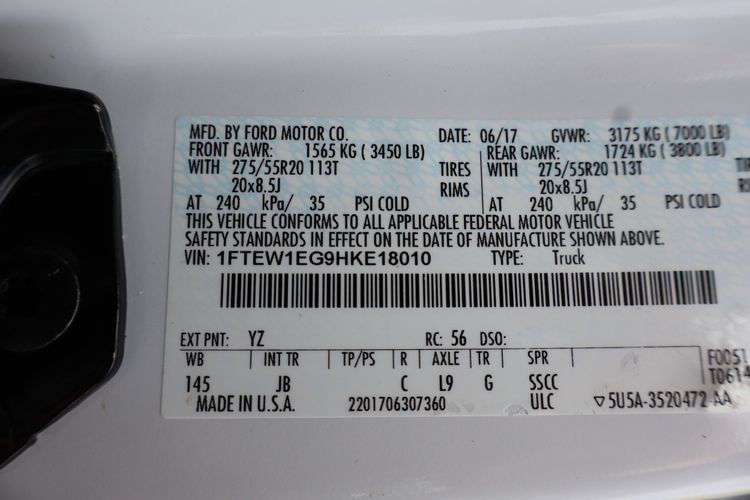 MFD. BY FORD MOTOR CO. DATE: 06/17 GVWR: 3175 KG ( 7000 LB)
FRONT GAWR: 1565 KG ( 3450 LB) REAR GAWR: 1724 KG ( 3800 LB)
WITH 275/55R20 113T TIRES WITH 275/55R20 113T
20x8.5J RIMS 20x8.5J
AT 240 kPa/ 35 PSI COLD AT 240 kPa/ 35 PSI COLD
THIS VEHICLE CONFORMS TO ALL APPLICABLE FEDERAL MOTOR VEHICLE
SAFETY STANDARDS IN EFFECT ON THE DATE OF MANUFACTURE SHOWN ABOVE.
VIN: 1FTEW1EG9HKE18010 TYPE: Truck
EXT PNT: YZ RC: 56 DSO:
WB INT TR TP/PS R AXLE TR SPR F0051
145 JB C L9 G SSCC T0614
MADE IN U.S.A. 2201706307360 ULC ▽5U5A-3520472-AA